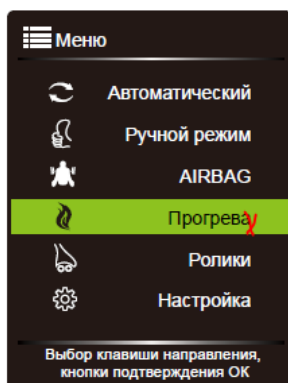 Меню
Автоматический
Ручной режим
AIRBAG
Прогрева
Ролики
Настройка
Выбор клавиши направления,
кнопки подтверждения ОК